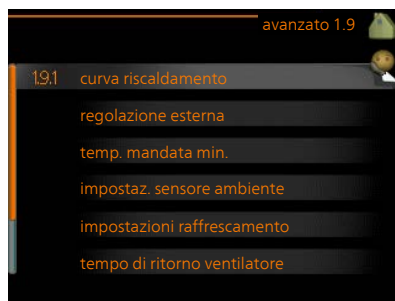 avanzato 1.9
1.9.1 curva riscaldamento
regolazione esterna
temp. mandata min.
impostaz. sensore ambiente
impostazioni raffrescamento
tempo di ritorno ventilatore